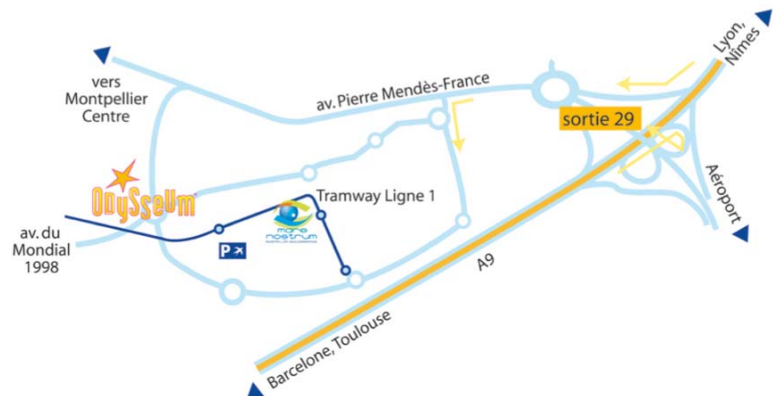 Lyon,
Nîmes
vers
Montpellier
Centre
av. Pierre Mendès-France
sortie 29
Aéroport
Odysseum
Tramway Ligne 1
mare
nostrum
av. du
Mondial
1998
P
A9
Barcelone, Toulouse